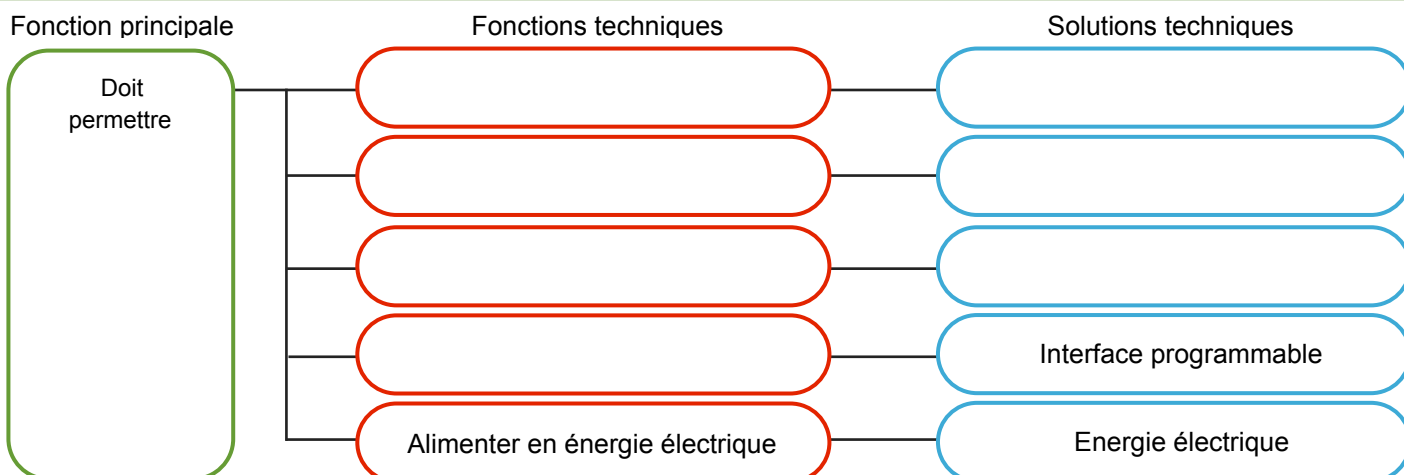 Fonction principale
Fonctions techniques
Solutions techniques
Doit
permettre
Interface programmable
Alimenter en énergie électrique
Energie électrique